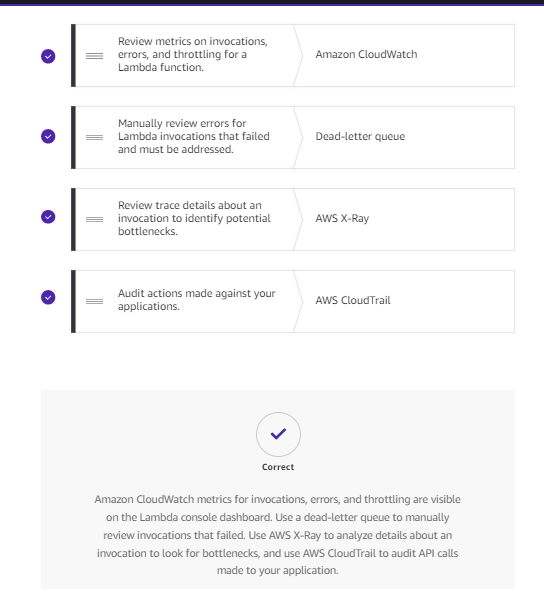 Review metrics on invocations,
errors, and throttling for a
Lambda function.
Amazon CloudWatch
Manually review errors for
Lambda invocations that failed
and must be addressed.
Dead-letter queue
Review trace details about an
invocation to identify potential
bottlenecks.
AWS X-Ray
Audit actions made against your
applications.
AWS CloudTrail
Correct
Amazon CloudWatch metrics for invocations, errors, and throttling are visible
on the Lambda console dashboard. Use a dead-letter queue to manually
review invocations that failed. Use AWS X-Ray to analyze details about an
invocation to look for bottlenecks, and use AWS CloudTrail to audit API calls
made to your application.